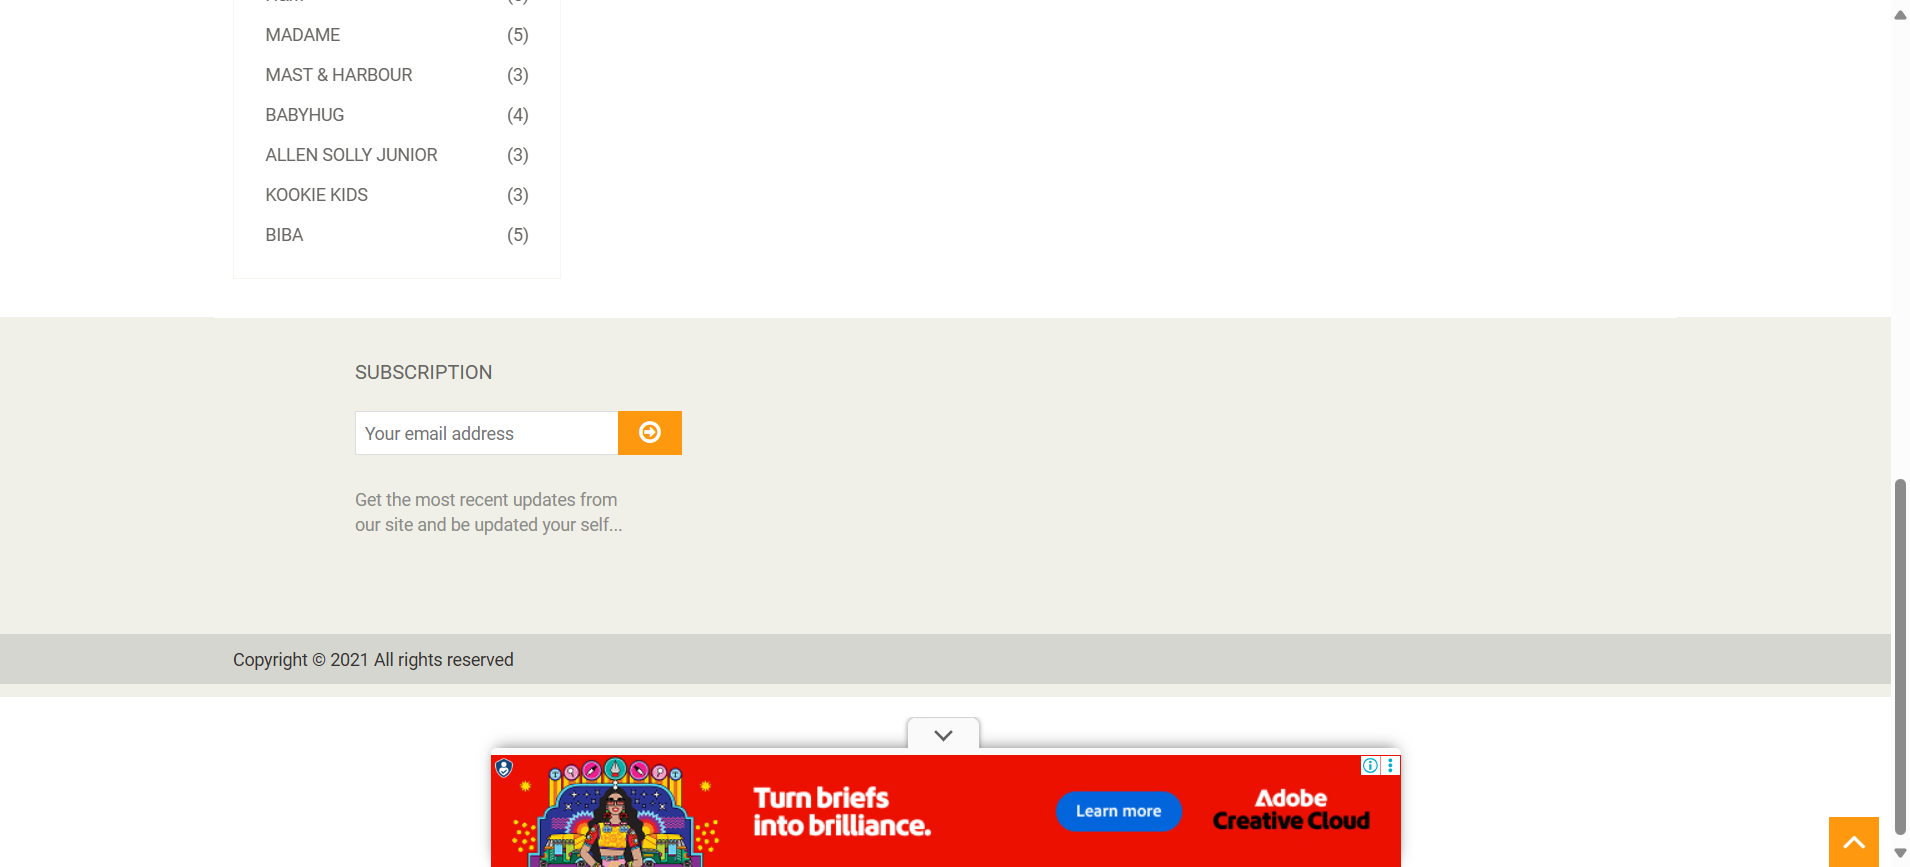 MADAME (5)
MAST & HARBOUR (3)
BABYHUG (4)
ALLEN SOLLY JUNIOR (3)
KOOKIE KIDS (3)
BIBA (5)
SUBSCRIPTION
Your email address
Get the most recent updates from
our site and be updated your self...
Copyright © 2021 All rights reserved
Turn briefs
into brilliance.
Learn more
Adobe
Creative Cloud